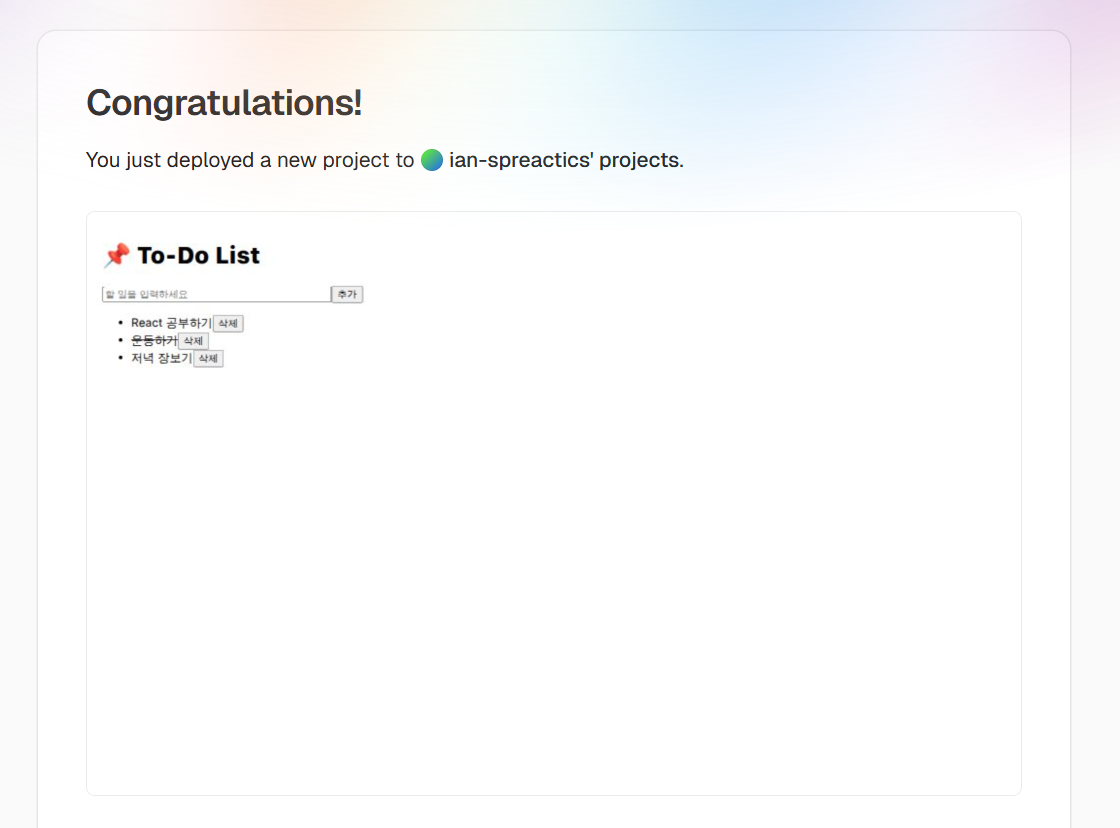 Congratulations!
You just deployed a new project to ian-spreactics' projects.
📌 To-Do List
할 일을 입력하세요 추가
• React 공부하기 삭제
• 운동하기 삭제
• 저녁 장보기 삭제